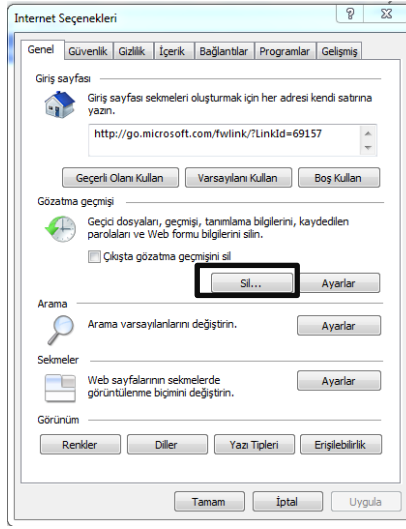 Internet Seçenekleri
Genel Güvenlik Gizlilik İçerik Bağlantılar Programlar Gelişmiş
Giriş sayfası
Giriş sayfası sekmeleri oluşturmak için her adresi kendi satırına
yazın.
http://go.microsoft.com/fwlink/?LinkId=69157
Geçerli Olanı Kullan Varsayılanı Kullan Boş Kullan
Gözatma geçmişi
Geçici dosyaları, geçmişi, tanımlama bilgilerini, kaydedilen
parolaları ve Web formu bilgilerini silin.
Çıkışta gözatma geçmişini sil
Sil... Ayarlar
Arama
Arama varsayılanlarını değiştirin. Ayarlar
Sekmeler
Web sayfalarının sekmelerde Ayarlar
görüntülenme biçimini değiştirin.
Görünüm
Renkler Diller Yazı Tipleri Erişilebilirlik
Tamam İptal Uygula